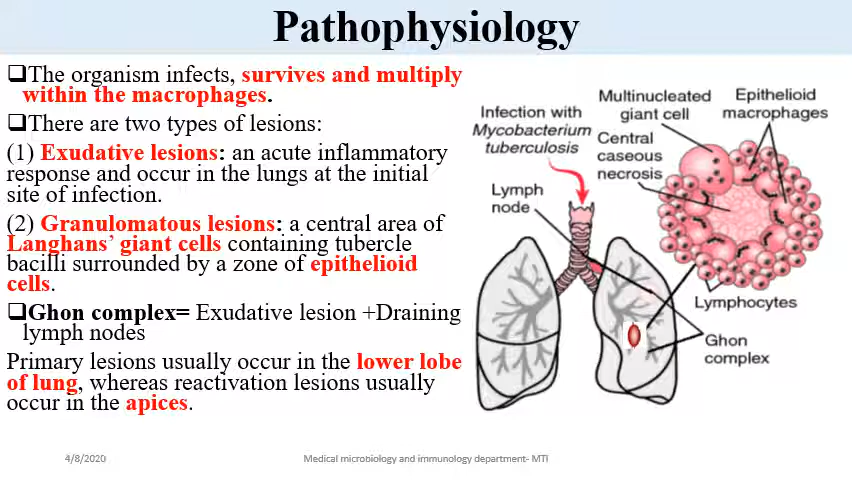 Pathophysiology
❑The organism infects, survives and multiply
within the macrophages.
❑There are two types of lesions:
(1) Exudative lesions: an acute inflammatory
response and occur in the lungs at the initial
site of infection.
(2) Granulomatous lesions: a central area of
Langhans’ giant cells containing tubercle
bacilli surrounded by a zone of epithelioid
cells.
❑Ghon complex= Exudative lesion +Draining
lymph nodes
Primary lesions usually occur in the lower lobe
of lung, whereas reactivation lesions usually
occur in the apices.
Infection with
Mycobacterium
tuberculosis
Multinucleated
giant cell
Epithelioid
macrophages
Central
caseous
necrosis
Lymph
node
Lymphocytes
Ghon
complex
4/8/2020
Medical microbiology and immunology department- MTI